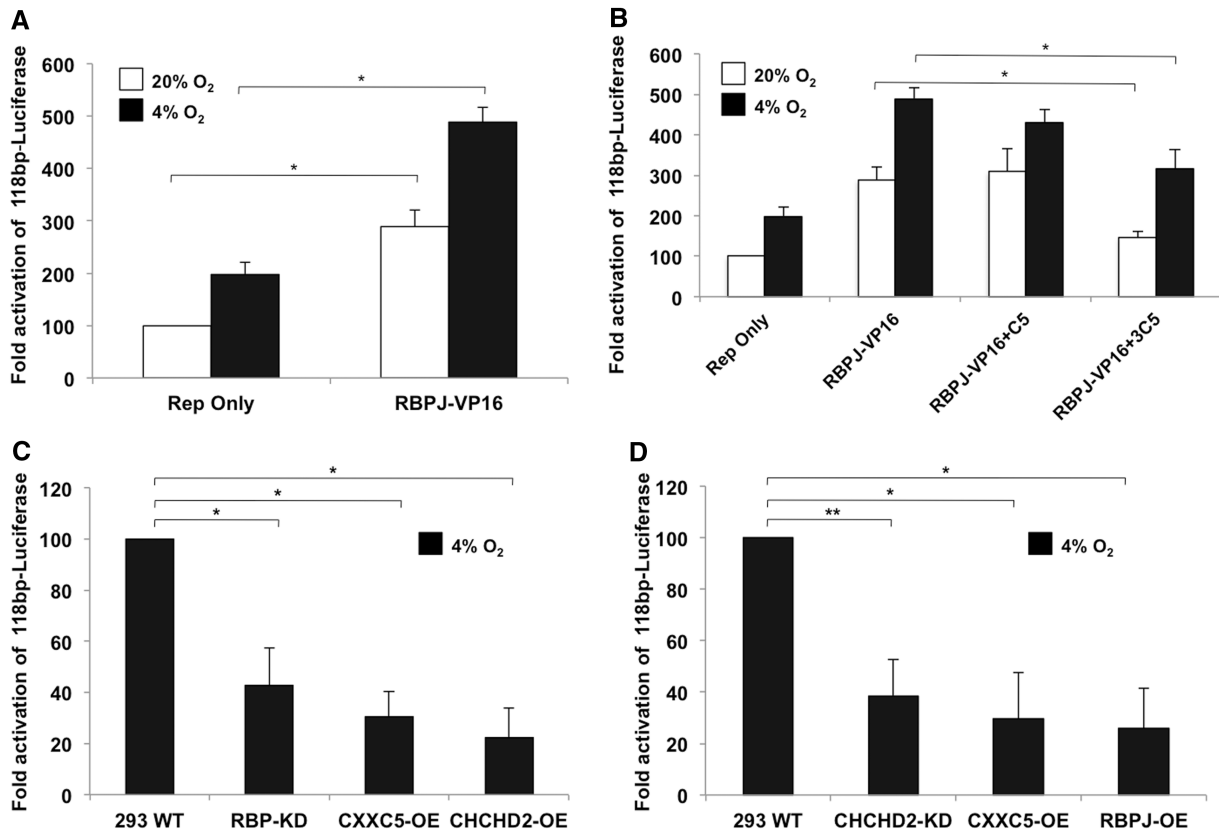 A
Fold activation of 118bp-Luciferase
600
500
400
300
200
100
0
20% O2
4% O2
*
*
Rep Only
RBPJ-VP16
B
Fold activation of 118bp-Luciferase
600
500
400
300
200
100
0
20% O2
4% O2
*
*
Rep Only
RBPJ-VP16
RBPJ-VP16+C5
RBPJ-VP16+3C5
C
Fold activation of 118bp-Luciferase
120
100
80
60
40
20
0
*
*
*
4% O2
293 WT
RBP-KD
CXXC5-OE
CHCHD2-OE
D
Fold activation of 118bp-Luciferase
120
100
80
60
40
20
0
*
*
**
4% O2
293 WT
CHCHD2-KD
CXXC5-OE
RBPJ-OE